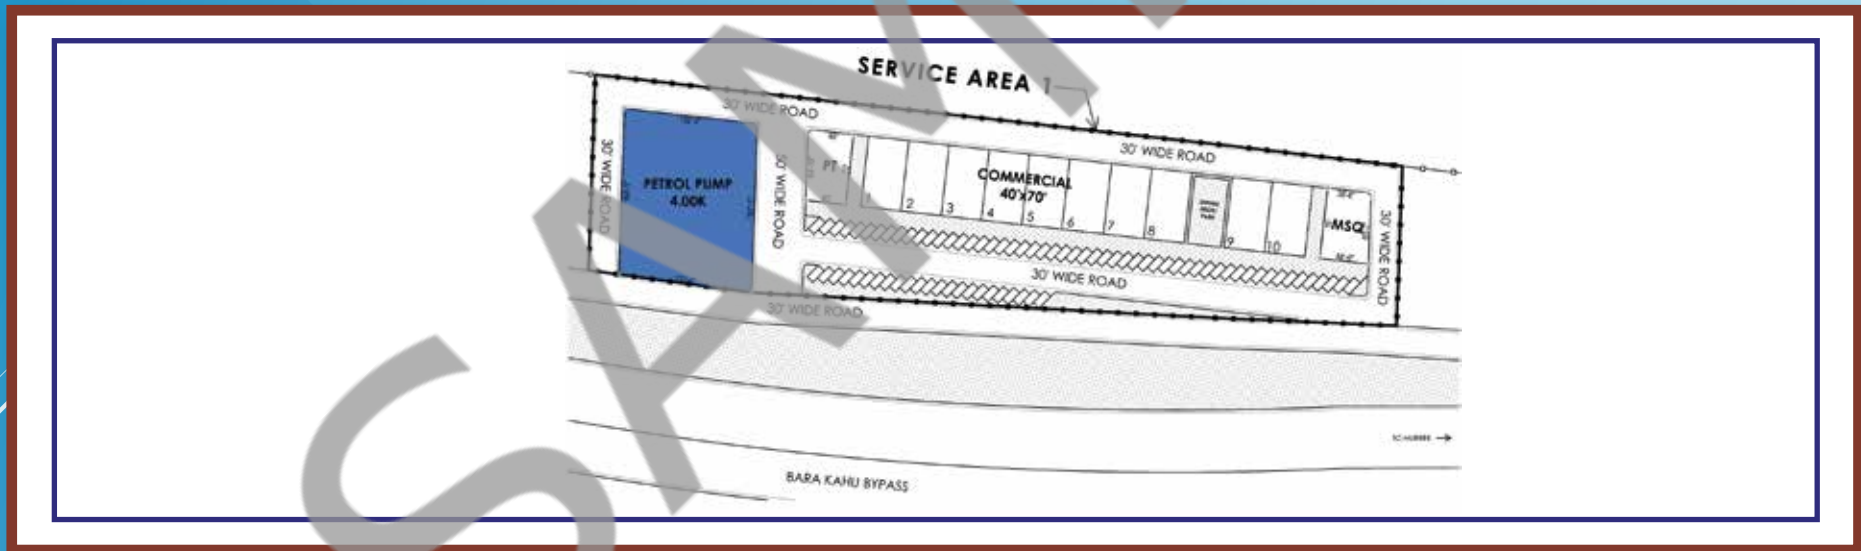 SERVICE AREA 1
30' WIDE ROAD
30' WIDE ROAD
30' WIDE ROAD
PETROL PUMP
4.00K
50' WIDE ROAD
PT
COMMERCIAL
40'x70'
1
2
3
4
5
6
7
8
9
10
MSQ
30' WIDE ROAD
30' WIDE ROAD
30' WIDE ROAD
BARA KAHU BYPASS
SAM